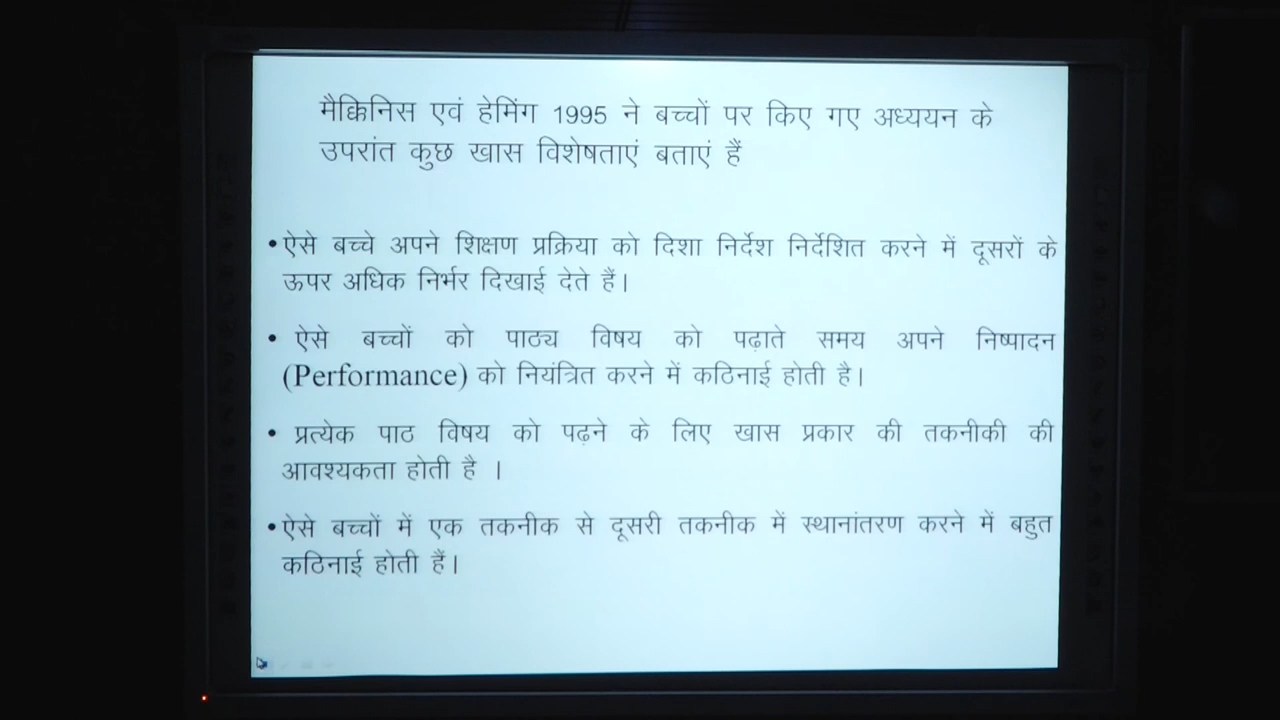 मैक्किनिस एवं हेमिंग 1995 ने बच्चों पर किए गए अध्ययन के
उपरांत कुछ खास विशेषताएं बताएं हैं
• ऐसे बच्चे अपने शिक्षण प्रक्रिया को दिशा निर्देश निर्देशित करने में दूसरों के
ऊपर अधिक निर्भर दिखाई देते हैं।
• ऐसे बच्चों को पाठ्य विषय को पढ़ाते समय अपने निष्पादन
(Performance) को नियंत्रित करने में कठिनाई होती है।
• प्रत्येक पाठ विषय को पढ़ने के लिए खास प्रकार की तकनीकी की
आवश्यकता होती है ।
• ऐसे बच्चों में एक तकनीक से दूसरी तकनीक में स्थानांतरण करने में बहुत
कठिनाई होती हैं।